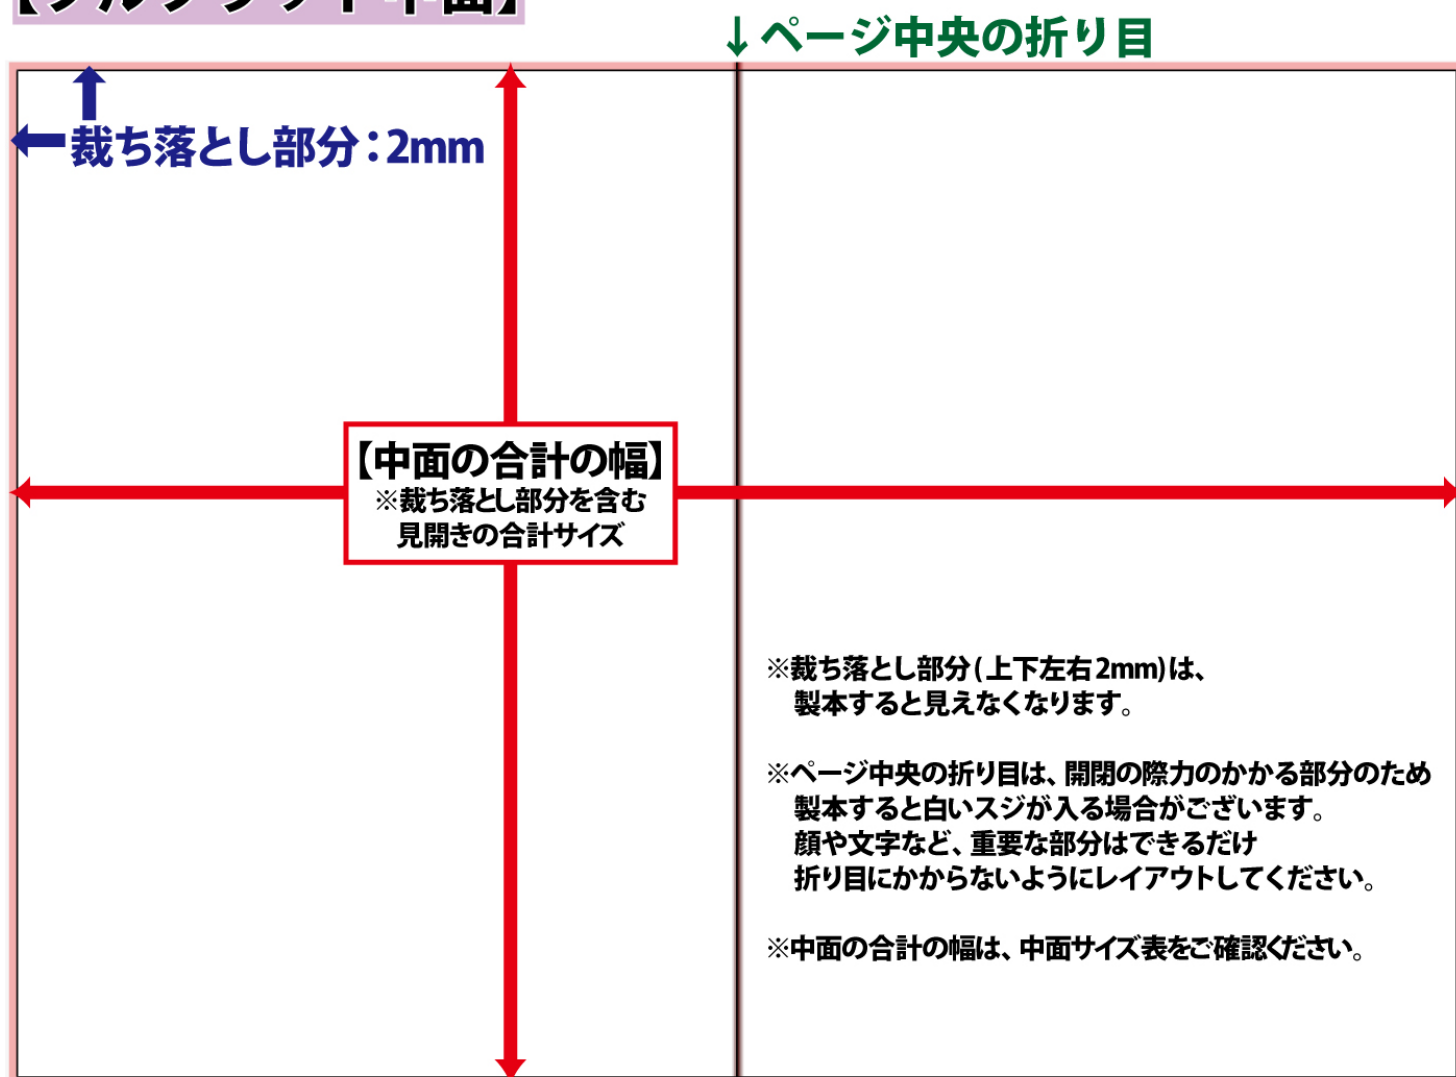 【フルフラット中面】
↓ページ中央の折り目
裁ち落とし部分：2mm
【中面の合計の幅】
※裁ち落とし部分を含む
見開きの合計サイズ
※裁ち落とし部分(上下左右2mm)は、
製本すると見えなくなります。
※ページ中央の折り目は、開閉の際力のかかる部分のため
製本すると白いスジが入る場合がございます。
顔や文字など、重要な部分はできるだけ
折り目にかからないようにレイアウトしてください。
※中面の合計の幅は、中面サイズ表をご確認ください。